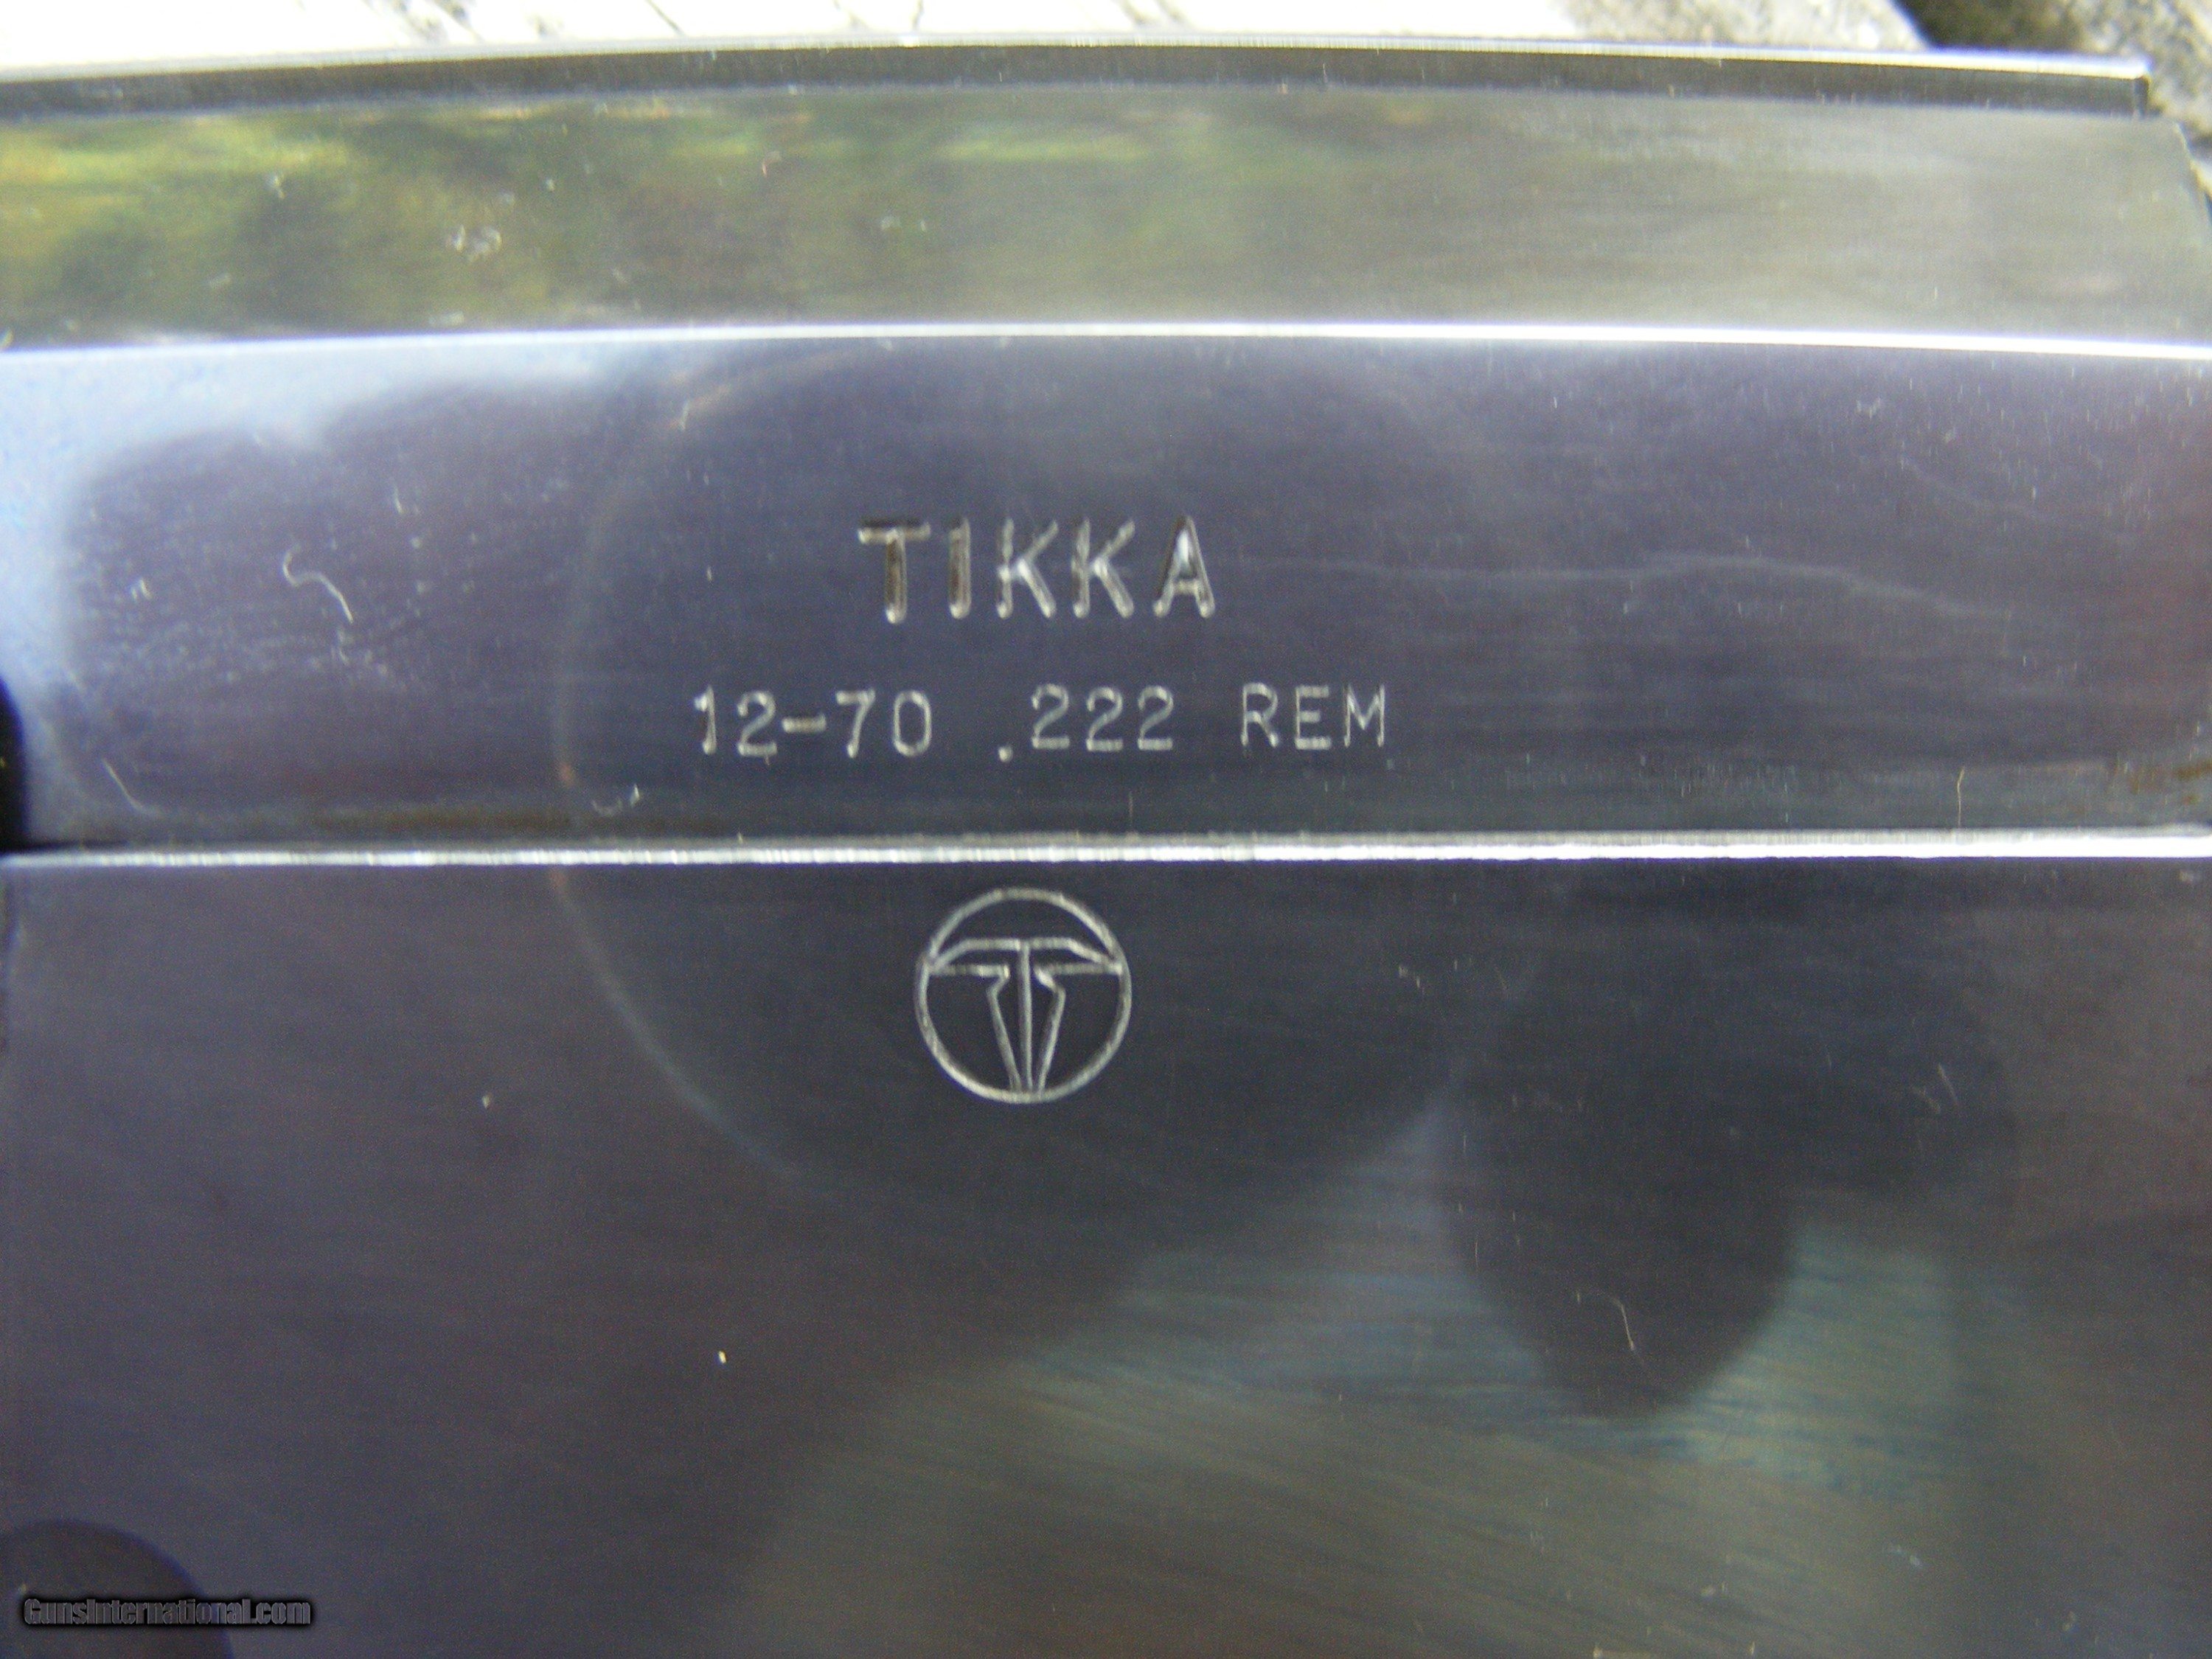 TIKKA
12-70 .222 REM
GunsInternational.com